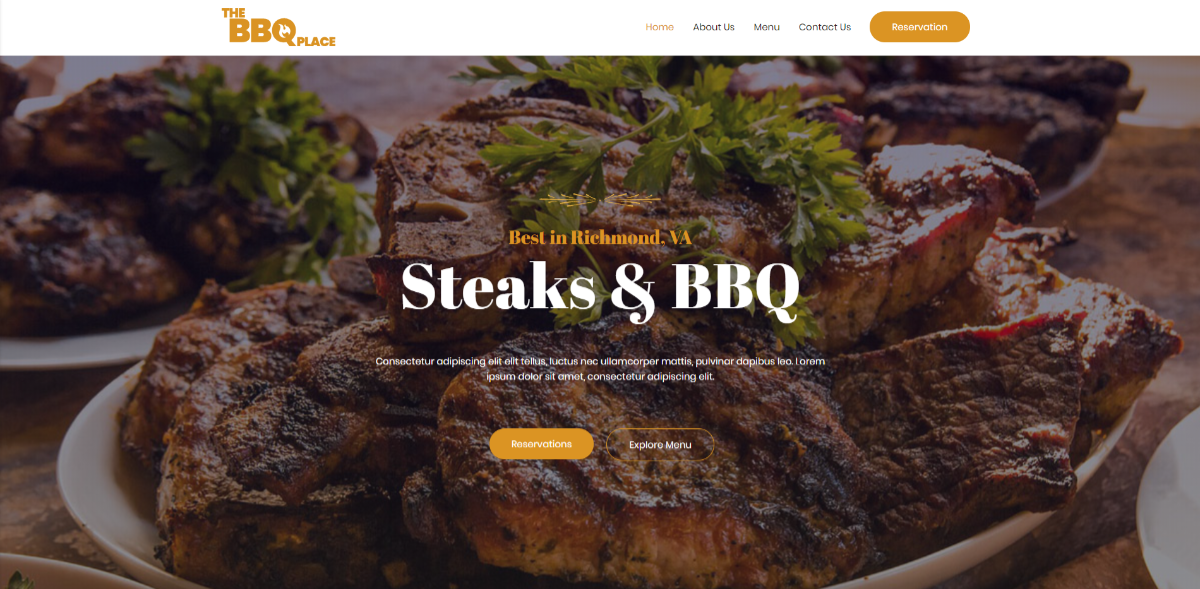 THE
BBQ
PLACE
Home About Us Menu Contact Us Reservation
Best in Richmond, VA
Steaks & BBQ
Consectetur adipiscing elit elit tellus, luctus nec ullamcorper mattis, pulvinar dapibus leo. Lorem
ipsum dolor sit amet, consectetur adipiscing elit.
Reservations Explore Menu